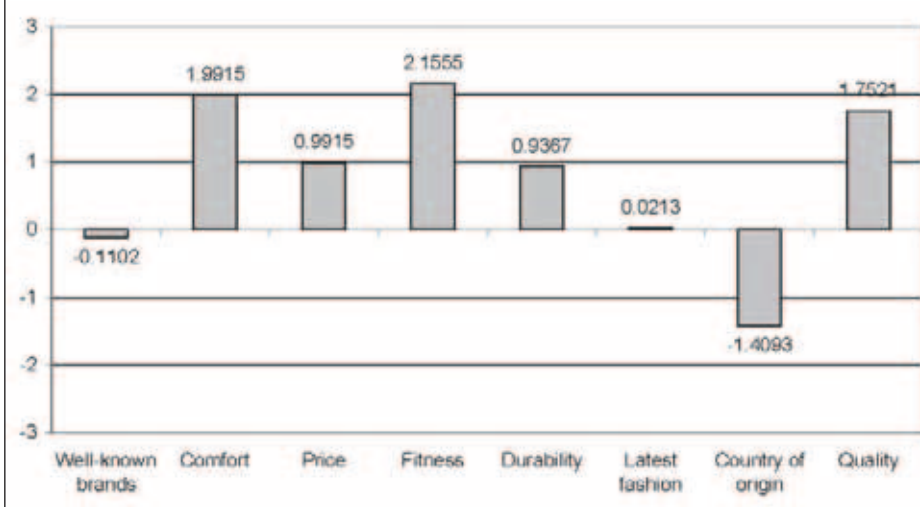 3
2.1555
1.9915
1.7521
2
0.9915
0.9367
1
0.0213
0
-0.1102
-1
-1.4093
-2
-3
Well-known brands
Comfort
Price
Fitness
Durability
Latest fashion
Country of origin
Quality